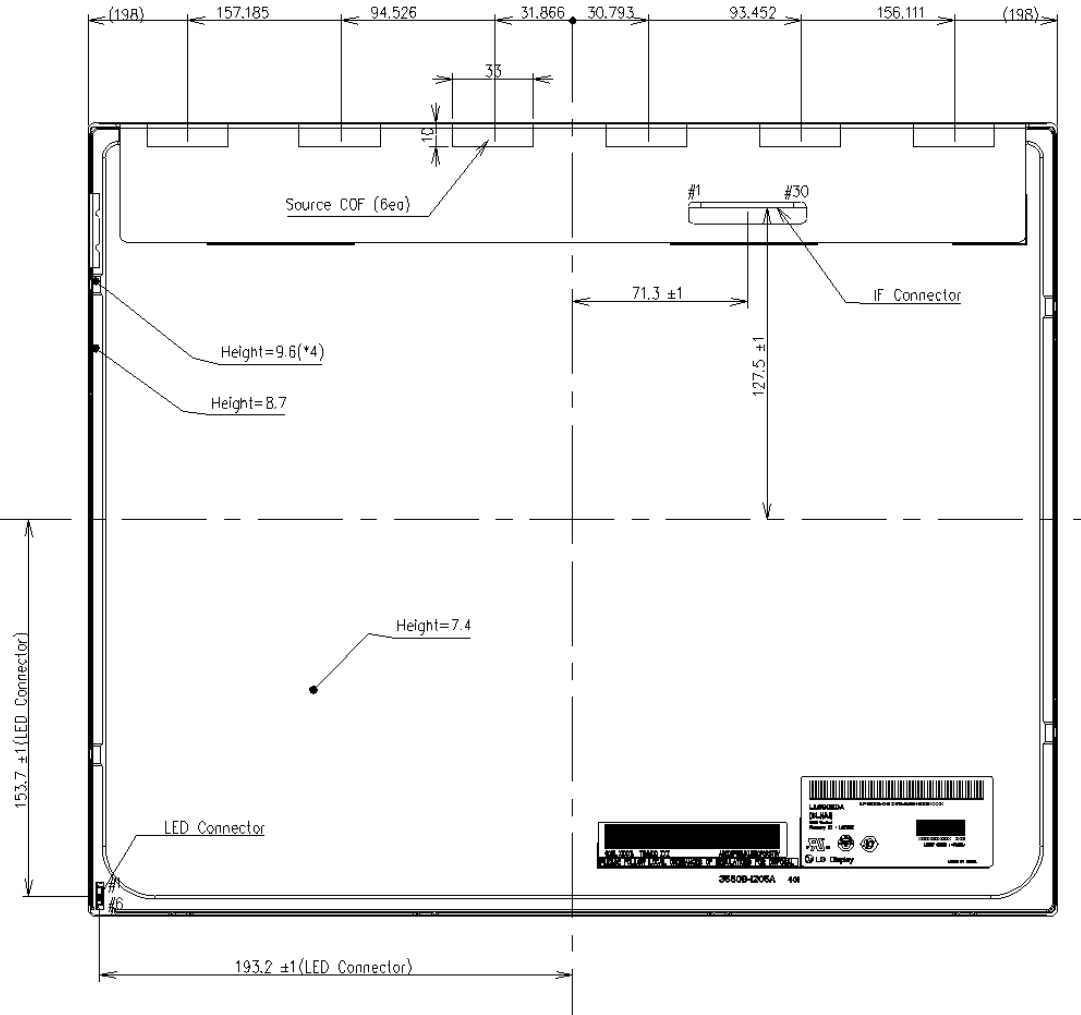 (198) 157.185 94.526 31.866 30.793 93.452 156.111 (198)
33
10
Source COF (6ea)
#1 #30
71.3 ±1
IF Connector
127.5 ±1
Height=9.6(*4)
Height=8.7
Height=7.4
153.7 ±1(LED Connector)
LED Connector
#1
#6
LG Display
193.2 ±1(LED Connector)